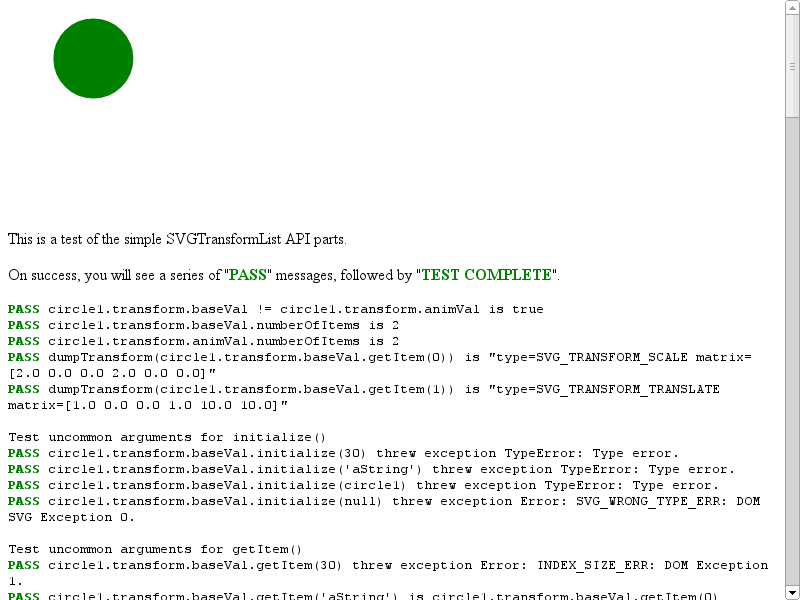 This is a test of the simple SVGTransformList API parts.
On success, you will see a series of "PASS" messages, followed by "TEST COMPLETE".
PASS circle1.transform.baseVal != circle1.transform.animVal is true
PASS circle1.transform.baseVal.numberOfItems is 2
PASS circle1.transform.animVal.numberOfItems is 2
PASS dumpTransform(circle1.transform.baseVal.getItem(0)) is "type=SVG_TRANSFORM_SCALE matrix=
[2.0 0.0 0.0 2.0 0.0 0.0]"
PASS dumpTransform(circle1.transform.baseVal.getItem(1)) is "type=SVG_TRANSFORM_TRANSLATE
matrix=[1.0 0.0 0.0 1.0 10.0 10.0]"
Test uncommon arguments for initialize()
PASS circle1.transform.baseVal.initialize(30) threw exception TypeError: Type error.
PASS circle1.transform.baseVal.initialize('aString') threw exception TypeError: Type error.
PASS circle1.transform.baseVal.initialize(circle1) threw exception TypeError: Type error.
PASS circle1.transform.baseVal.initialize(null) threw exception Error: SVG_WRONG_TYPE_ERR: DOM
SVG Exception 0.
Test uncommon arguments for getItem()
PASS circle1.transform.baseVal.getItem(30) threw exception Error: INDEX_SIZE_ERR: DOM Exception
1.
PASS circle1.transform.baseVal.getItem('aString') is circle1.transform.baseVal.getItem(0)